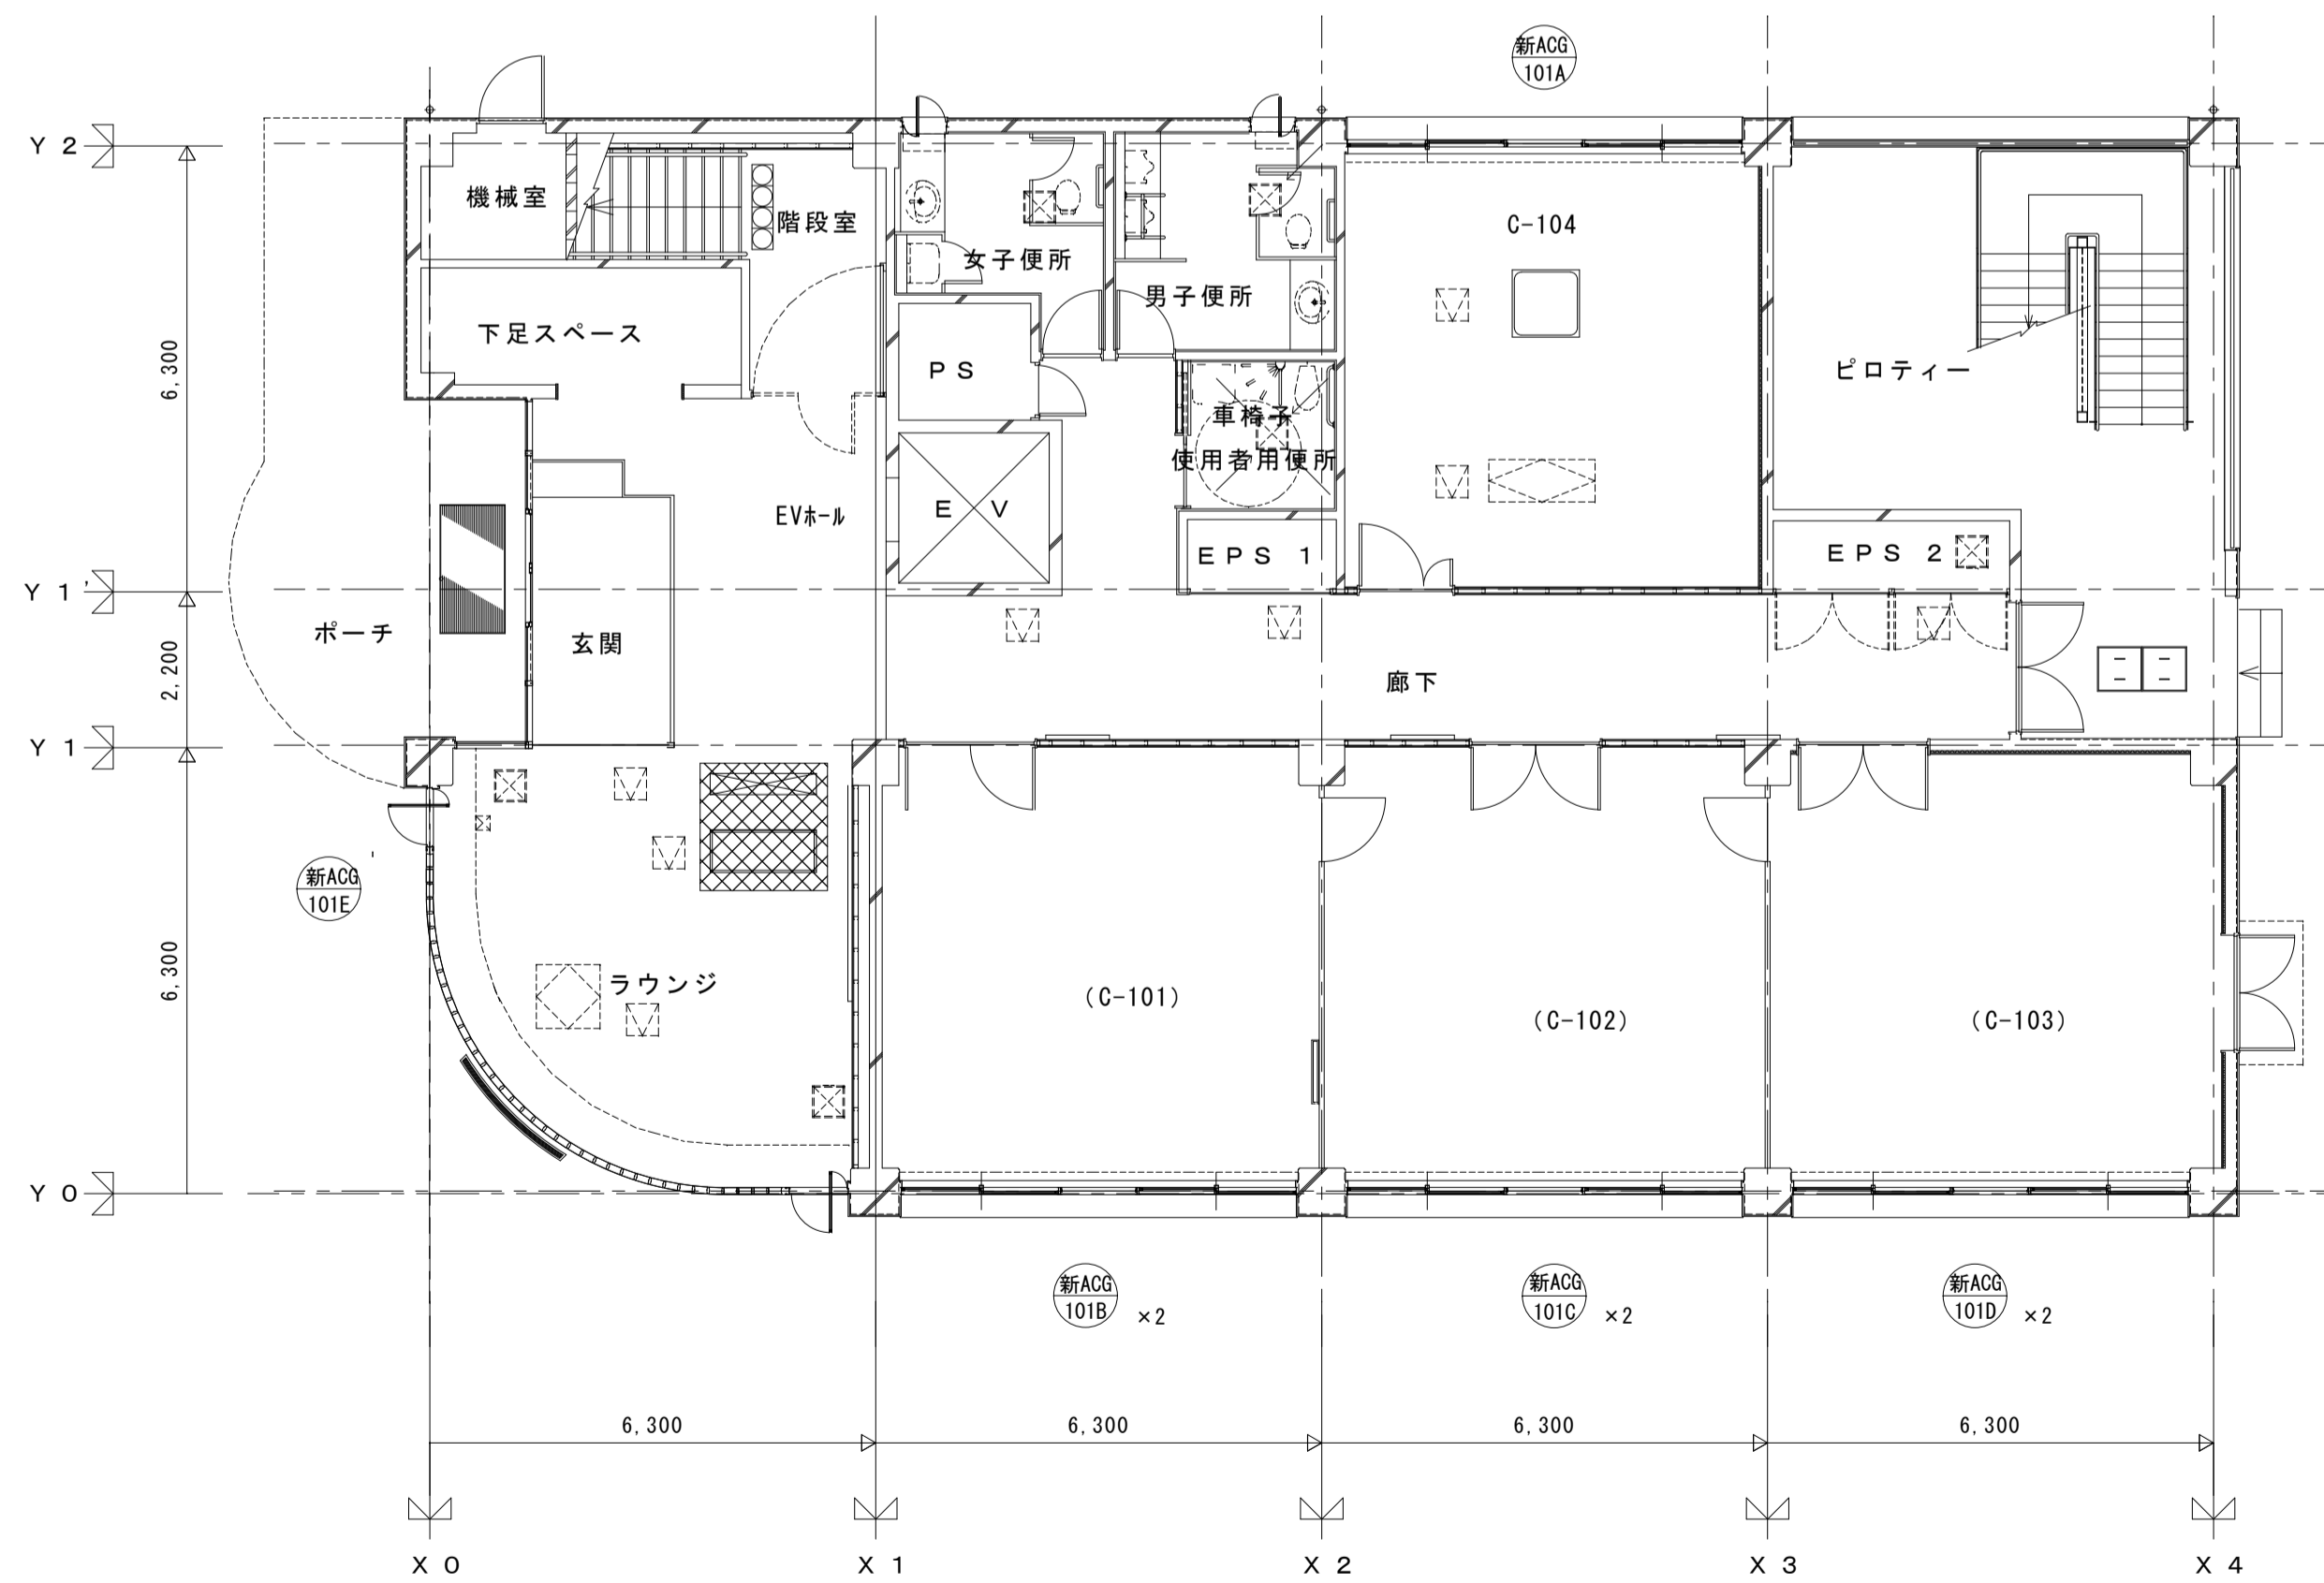 新ACG
101A
Y 2
機械室
階段室
C-104
女子便所
男子便所
下足スペース
6,300
PS
ピロティー
車椅子
使用者用便所
EVホール
E V
EPS 1
EPS 2
Y 1'
ポーチ
玄関
2,200
廊下
Y 1
新ACG
101E
6,300
ラウンジ
(C-101)
(C-102)
(C-103)
Y 0
新ACG
101B
×2
新ACG
101C
×2
新ACG
101D
×2
6,300
6,300
6,300
6,300
X 0
X 1
X 2
X 3
X 4